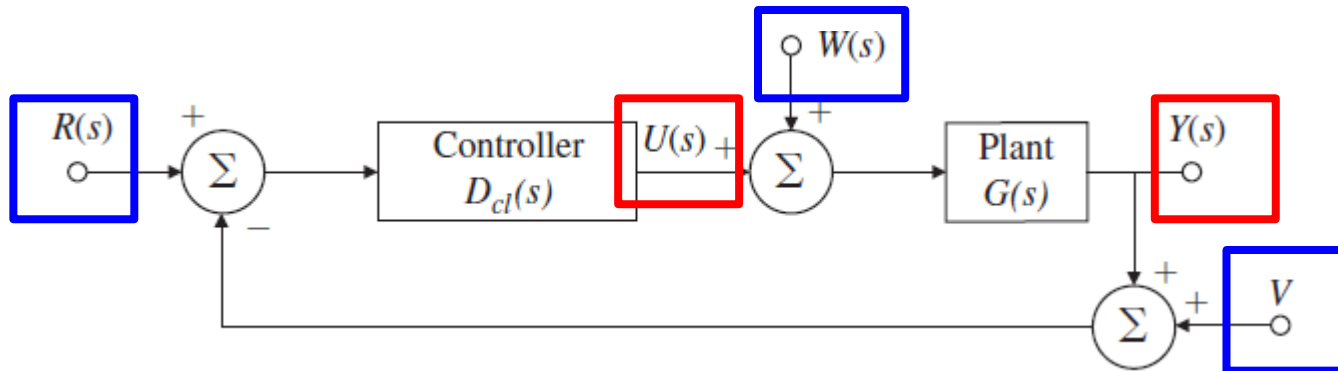 W(s)
R(s)
+
+
Controller
D_cl(s)
U(s)
+
Σ
Σ
Plant
G(s)
Y(s)
−
+
+
V
Σ